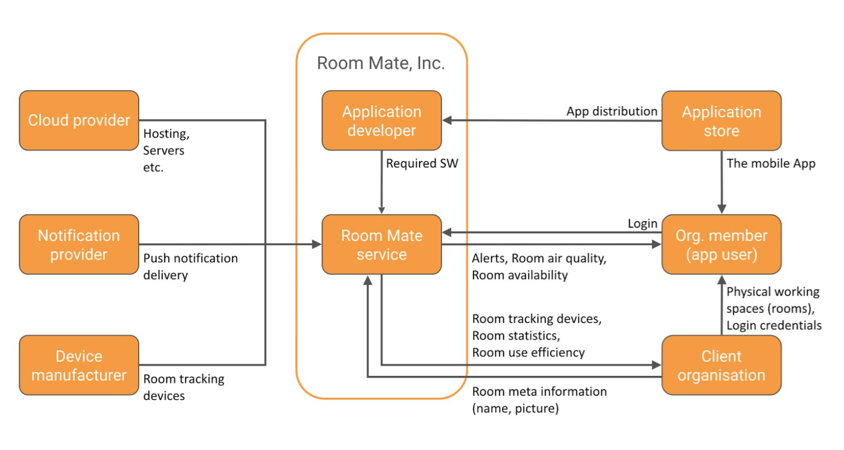 Room Mate, Inc.
Cloud provider
Hosting,
Servers
etc.
Application
developer
App distribution
Application
store
Required SW
The mobile App
Notification
provider
Push notification
delivery
Room Mate
service
Login
Alerts, Room air quality,
Room availability
Org. member
(app user)
Physical working
spaces (rooms),
Login credentials
Room tracking devices,
Room statistics,
Room use efficiency
Device
manufacturer
Room tracking
devices
Client
organisation
Room meta information
(name, picture)